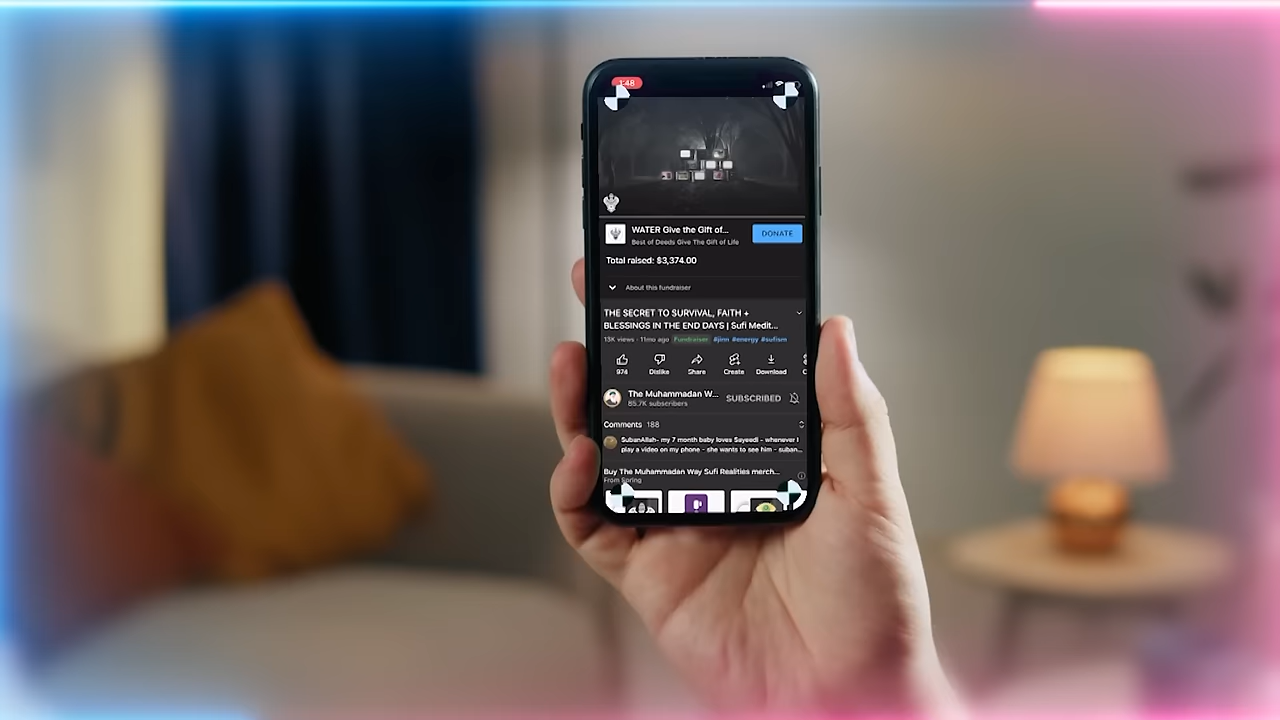 1:48
WATER Give the Gift of...
Best of Deeds Give The Gift of Life
DONATE
Total raised: $3,374.00
About this fundraiser
THE SECRET TO SURVIVAL, FAITH +
BLESSINGS IN THE END DAYS | Sufi Medit...
13K views · 11mo ago Fundraiser #jinn #energy #sufism
974 Dislike Share Create Download
The Muhammadan W...
85.7K subscribers
SUBSCRIBED
Comments 188
SubanAllah- my 7 month baby loves Sayeedi - whenever I
play a video on my phone - she wants to see him - suban...
Buy The Muhammadan Way Sufi Realities merch...
From Spring